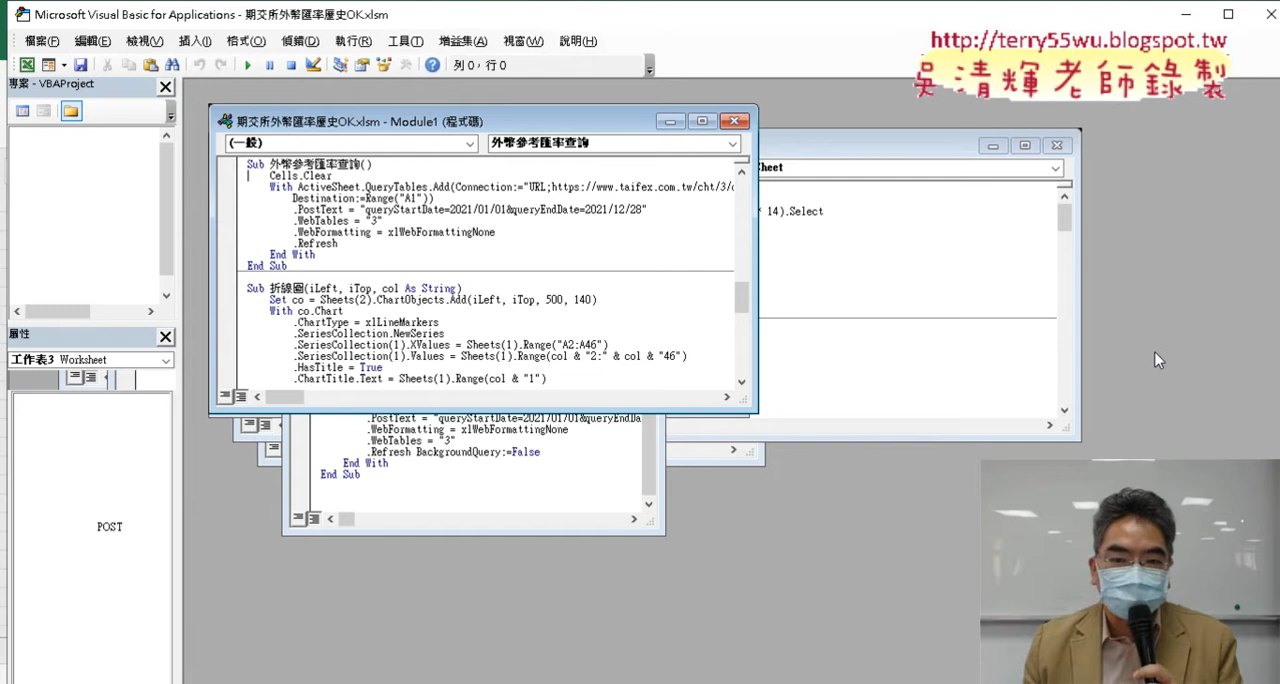 Microsoft Visual Basic for Applications - 期交所外幣匯率歷史OK.xlsm
檔案(F) 編輯(E) 檢視(V) 插入(I) 格式(O) 偵錯(D) 執行(R) 工具(T) 增益集(A) 視窗(W) 說明(H)
http://terry55wu.blogspot.tw
吳清輝老師錄製
列 0, 行 0
專案 - VBAProject
期交所外幣匯率歷史OK.xlsm - Module1 (程式碼)
(一般)
外幣參考匯率查詢
Sub 外幣參考匯率查詢()
Cells.Clear
With ActiveSheet.QueryTables.Add(Connection:="URL;https://www.taifex.com.tw/cht/3/
Destination:=Range("A1"))
.PostText = "queryStartDate=2021/01/01&queryEndDate=2021/12/28"
.WebTables = "3"
.WebFormatting = xlWebFormattingNone
.Refresh
End With
End Sub
Sub 折線圖(iLeft, iTop, col As String)
Set co = Sheets(2).ChartObjects.Add(iLeft, iTop, 500, 140)
With co.Chart
.ChartType = xlLineMarkers
.SeriesCollection.NewSeries
.SeriesCollection(1).XValues = Sheets(1).Range("A2:A46")
.SeriesCollection(1).Values = Sheets(1).Range(col & "2:" & col & "46")
.HasTitle = True
.ChartTitle.Text = Sheets(1).Range(col & "1")
heet
* 14).Select
屬性
工作表3 Worksheet
POST
.PostText = "queryStartDate=2021/01/01&queryEndDa
.WebFormatting = xlWebFormattingNone
.WebTables = "3"
.Refresh BackgroundQuery:=False
End With
End Sub